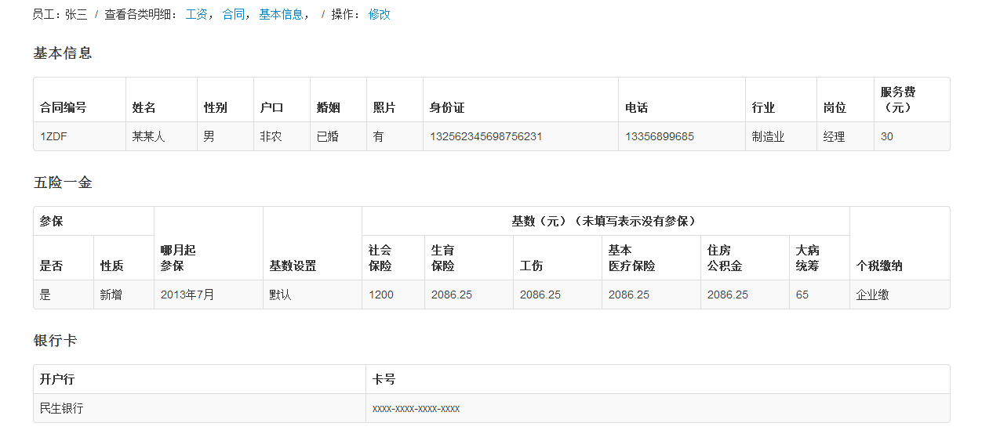 员工：张三 / 查看各类明细： 工资， 合同， 基本信息， / 操作： 修改
基本信息
合同编号 姓名 性别 户口 婚姻 照片 身份证 电话 行业 岗位 服务费（元）
1ZDF 某某人 男 非农 已婚 有 132562345698756231 13356899685 制造业 经理 30
五险一金
参保 基数（元）（未填写表示没有参保）
是否 性质 哪月起参保 基数设置 社会保险 生育保险 工伤 基本医疗保险 住房公积金 大病统筹 个税缴纳
是 新增 2013年7月 默认 1200 2086.25 2086.25 2086.25 2086.25 65 企业缴
银行卡
开户行 卡号
民生银行 xxxx-xxxx-xxxx-xxxx